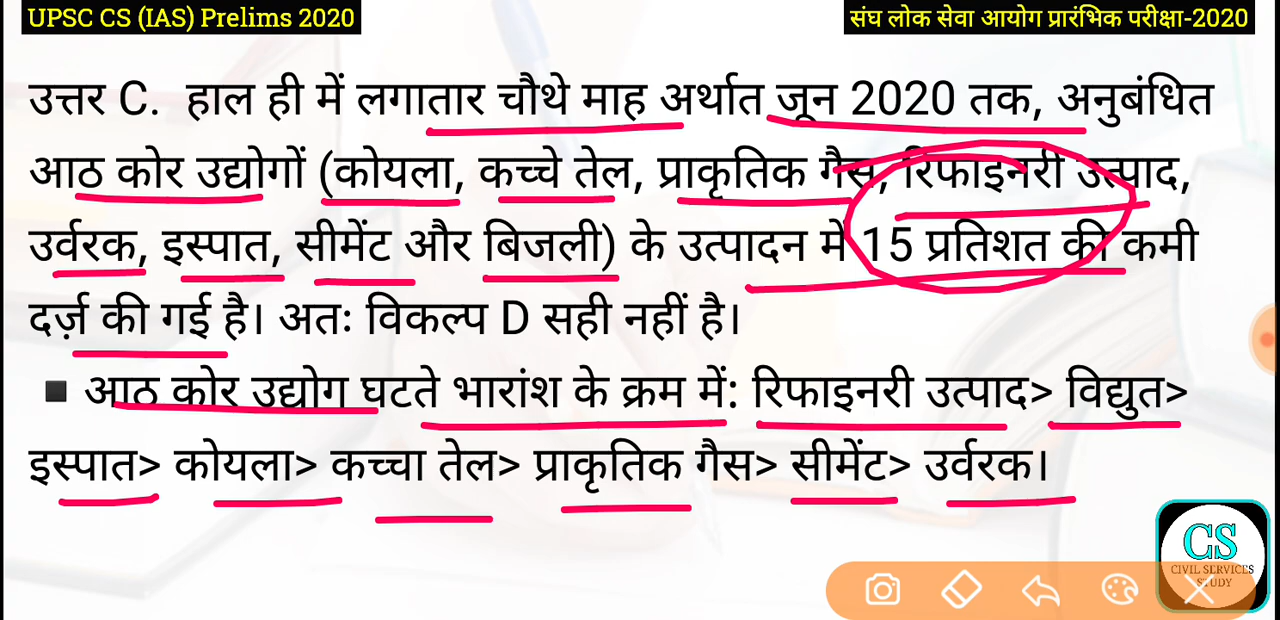 UPSC CS (IAS) Prelims 2020
संघ लोक सेवा आयोग प्रारंभिक परीक्षा-2020
उत्तर C. हाल ही में लगातार चौथे माह अर्थात जून 2020 तक, अनुबंधित
आठ कोर उद्योगों (कोयला, कच्चे तेल, प्राकृतिक गैस, रिफाइनरी उत्पाद,
उर्वरक, इस्पात, सीमेंट और बिजली) के उत्पादन में 15 प्रतिशत की कमी
दर्ज़ की गई है। अतः विकल्प D सही नहीं है।
▪ आठ कोर उद्योग घटते भारांश के क्रम में: रिफाइनरी उत्पाद> विद्युत>
इस्पात> कोयला> कच्चा तेल> प्राकृतिक गैस> सीमेंट> उर्वरक।
CS
CIVIL SERVICES
STUDY